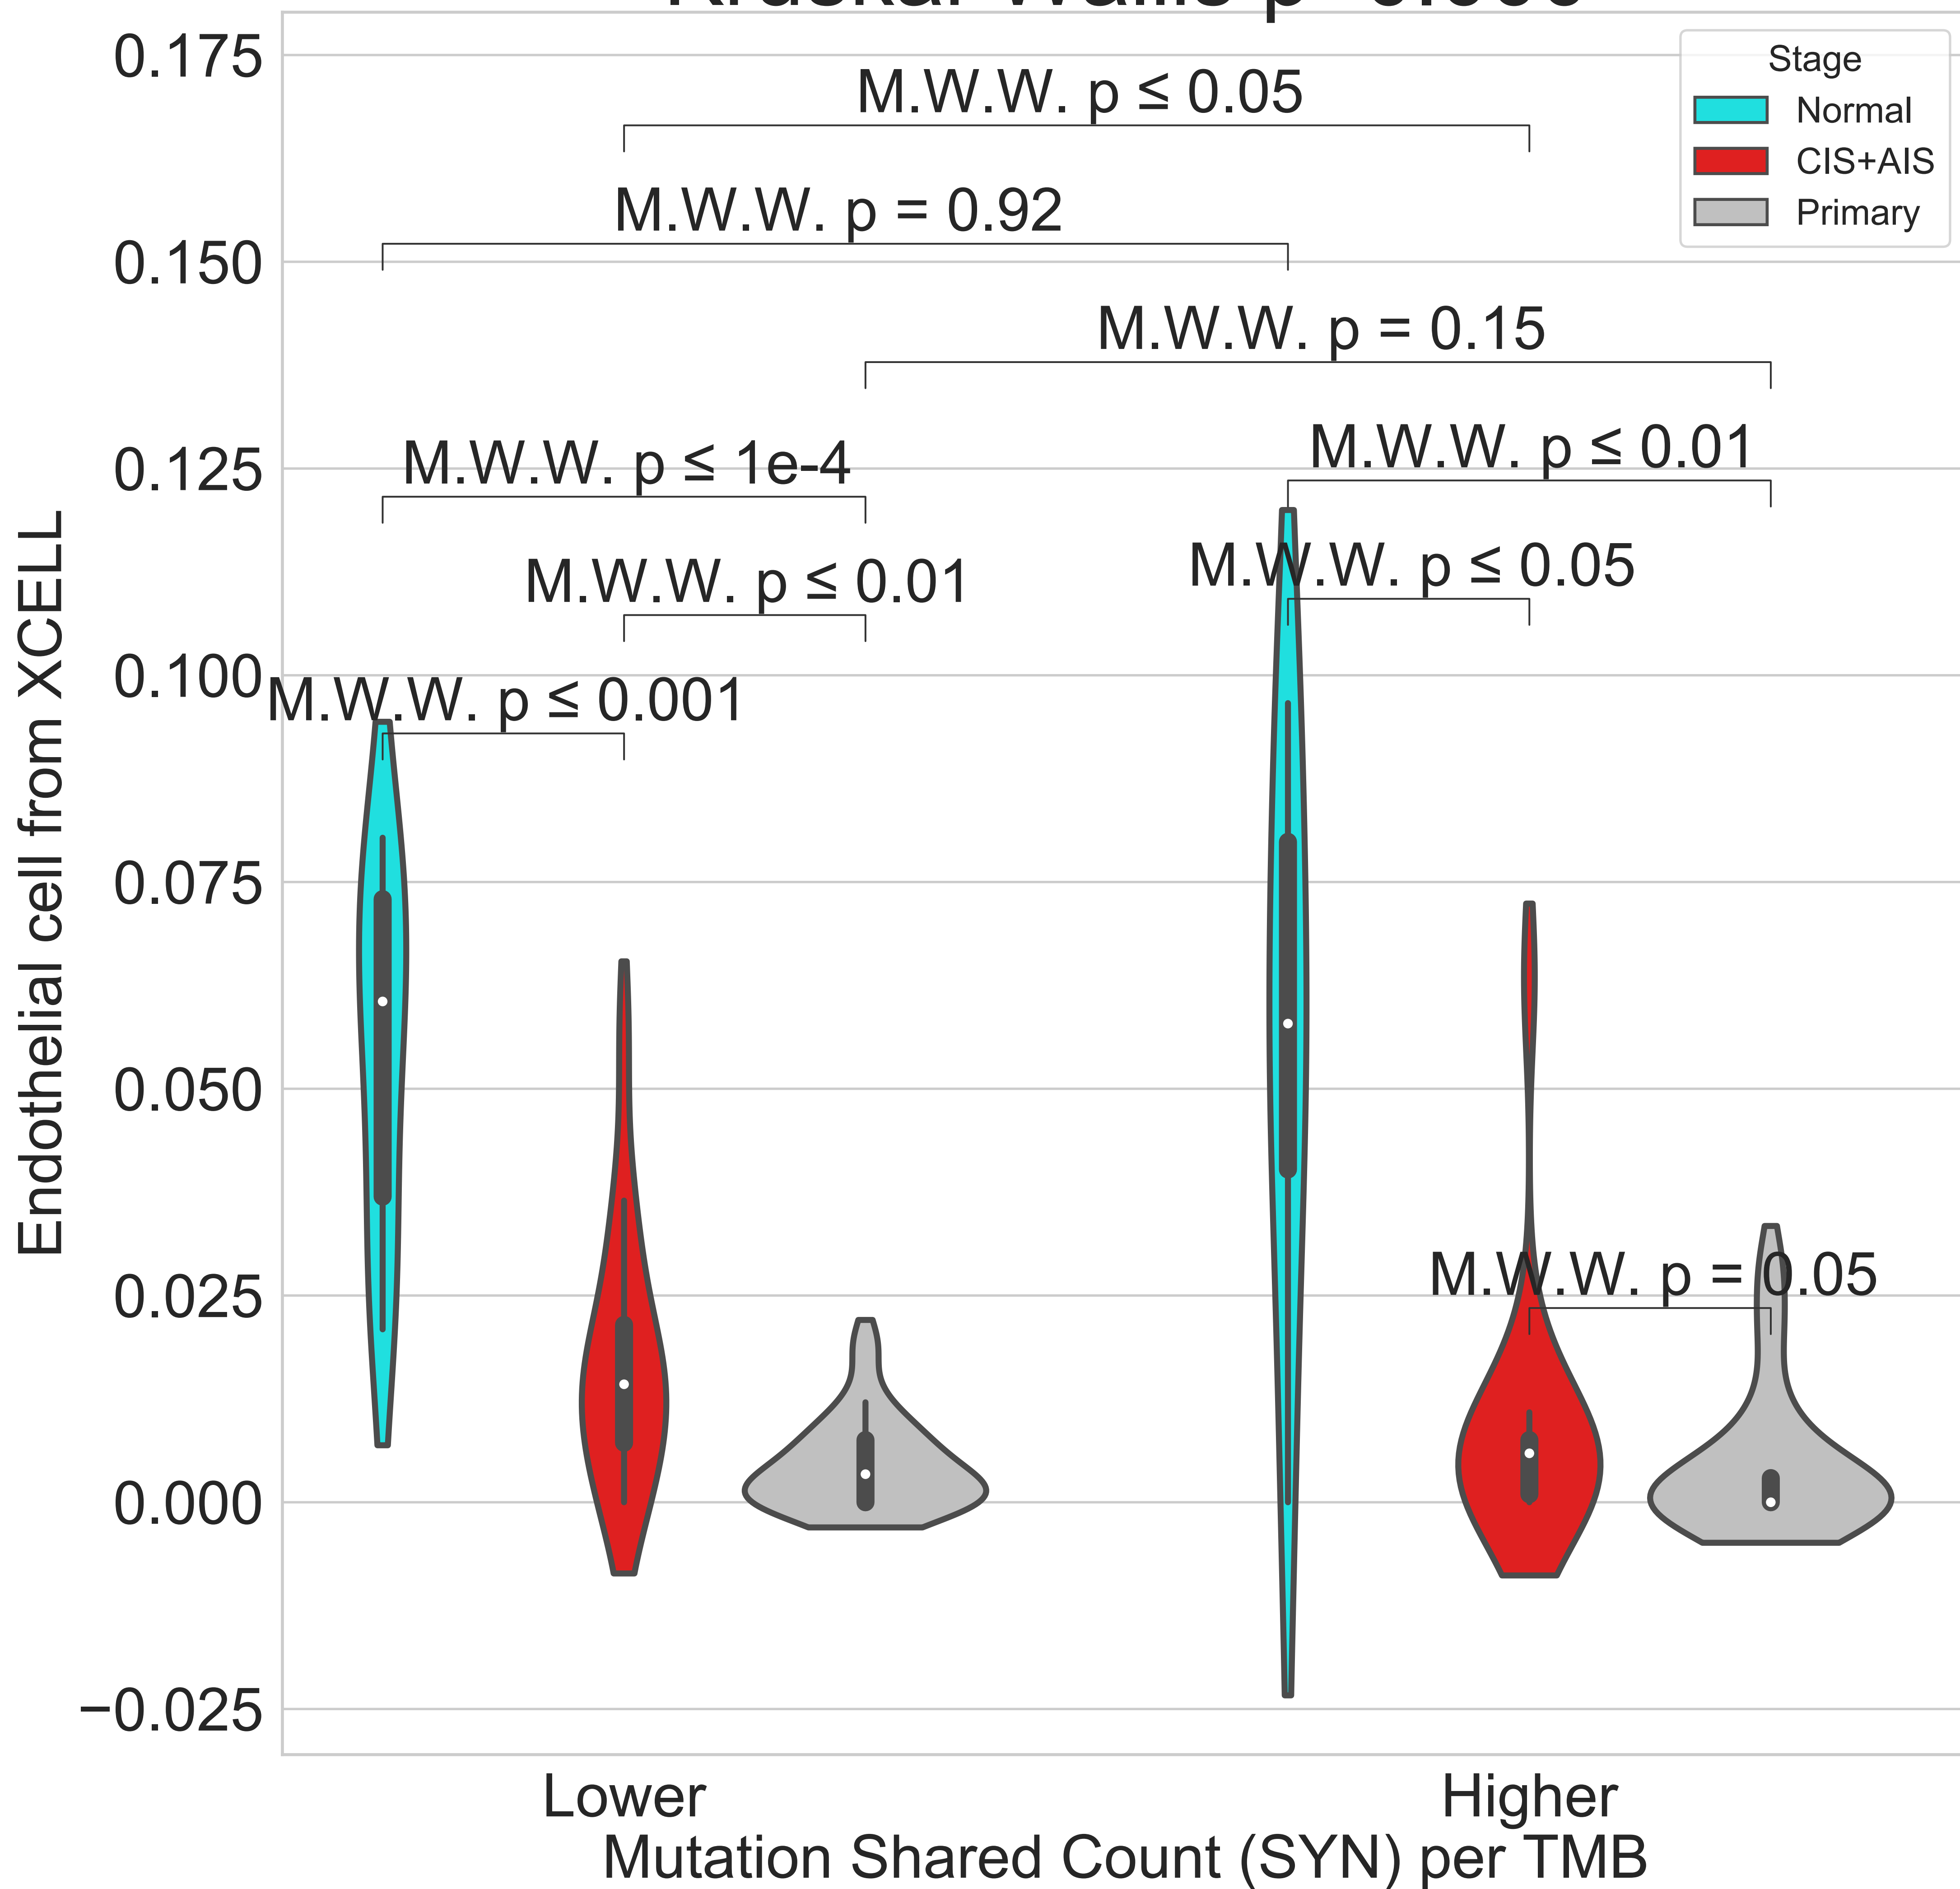 0.175
0.150
0.125
0.100
0.075
0.050
0.025
0.000
−0.025
Endothelial cell from XCELL
Stage
Normal
CIS+AIS
Primary
M.W.W. p ≤ 0.05
M.W.W. p = 0.92
M.W.W. p = 0.15
M.W.W. p ≤ 1e-4
M.W.W. p ≤ 0.01
M.W.W. p ≤ 0.01
M.W.W. p ≤ 0.05
M.W.W. p ≤ 0.001
M.W.W. p = 0.05
Lower
Higher
Mutation Shared Count (SYN) per TMB